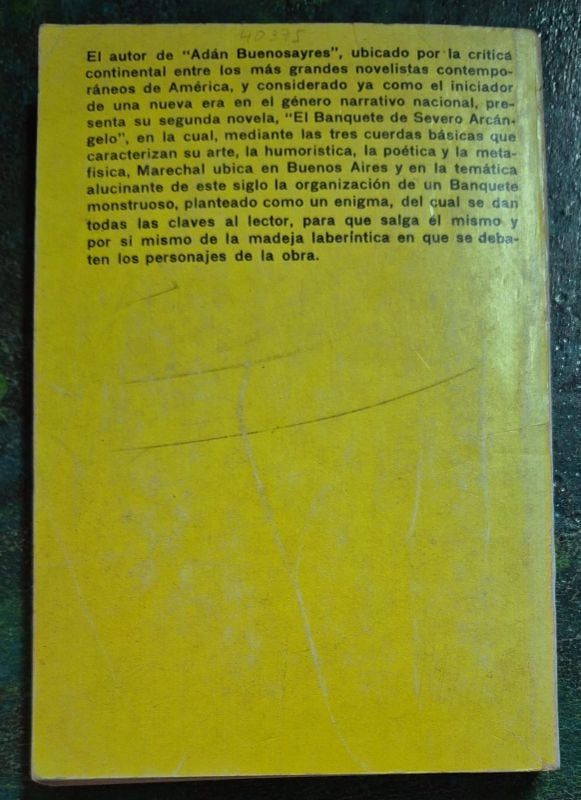 40375
El autor de "Adán Buenosayres", ubicado por la crítica
continental entre los más grandes novelistas contempo-
ráneos de América, y considerado ya como el iniciador
de una nueva era en el género narrativo nacional, pre-
senta su segunda novela, "El Banquete de Severo Arcán-
gelo", en la cual, mediante las tres cuerdas básicas que
caracterizan su arte, la humorística, la poética y la meta-
física, Marechal ubica en Buenos Aires y en la temática
alucinante de este siglo la organización de un Banquete
monstruoso, planteado como un enigma, del cual se dan
todas las claves al lector, para que salga él mismo y
por sí mismo de la madeja laberíntica en que se deba-
ten los personajes de la obra.